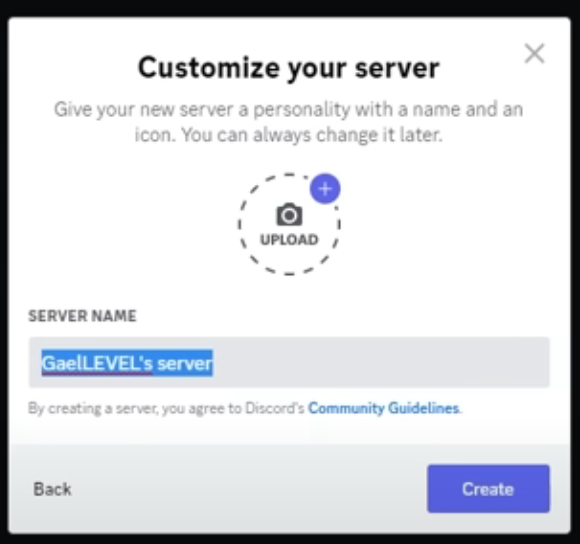 Customize your server
Give your new server a personality with a name and an
icon. You can always change it later.
UPLOAD
SERVER NAME
GaelLEVEL's server
By creating a server, you agree to Discord's Community Guidelines.
Back
Create